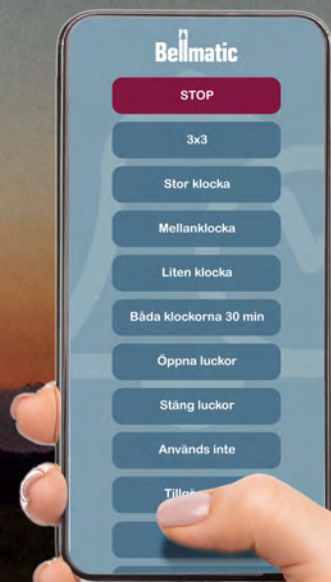 Bellmatic
STOP
3x3
Stor klocka
Mellanklocka
Liten klocka
Båda klockorna 30 min
Öppna luckor
Stäng luckor
Används inte